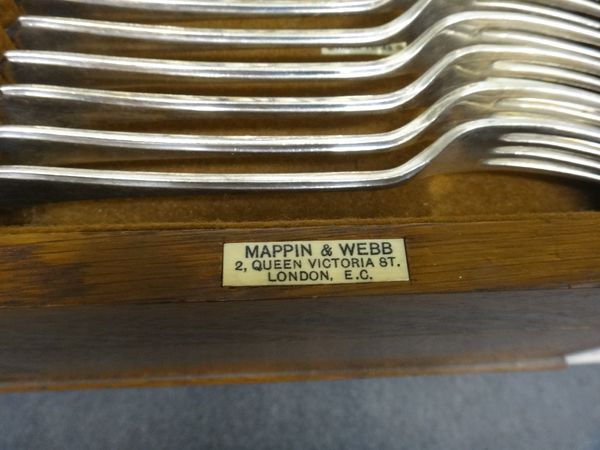 MAPPIN & WEBB
2, QUEEN VICTORIA ST.
LONDON, E.C.